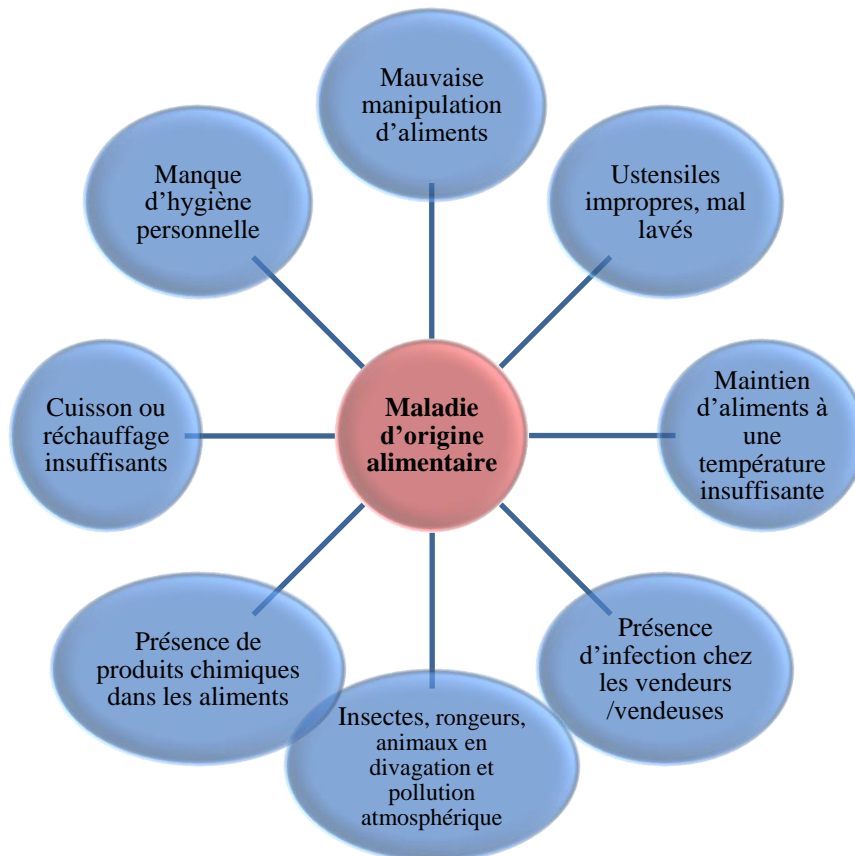 Mauvaise
manipulation
d’aliments
Manque
d’hygiène
personnelle
Ustensiles
impropres, mal
lavés
Cuisson ou
réchauffage
insuffisants
Maladie
d’origine
alimentaire
Maintien
d’aliments à
une
température
insuffisante
Présence de
produits chimiques
dans les aliments
Présence
d’infection chez
les vendeurs
/vendeuses
Insectes, rongeurs,
animaux en
divagation et
pollution
atmosphérique